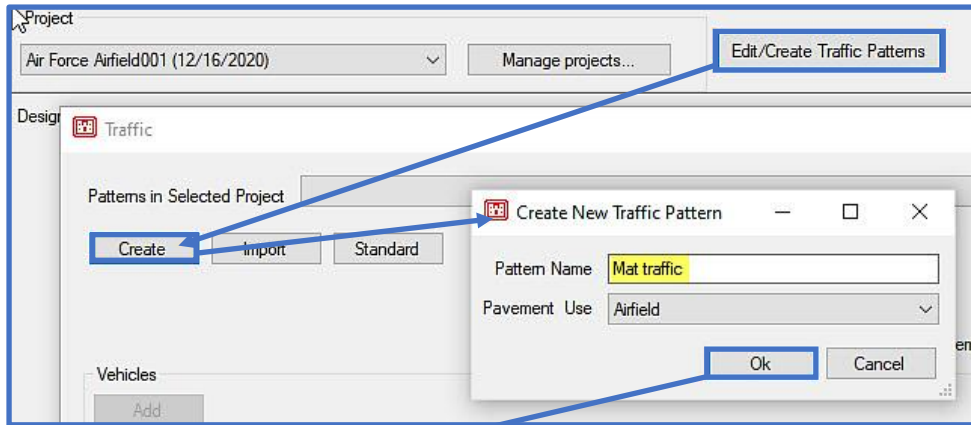 Project
Air Force Airfield001 (12/16/2020)
Manage projects...
Edit/Create Traffic Patterns
Desigr
Traffic
Patterns in Selected Project
Create
Import
Standard
Create New Traffic Pattern
Pattern Name
Mat traffic
Pavement Use
Airfield
Ok
Cancel
Vehicles
Add